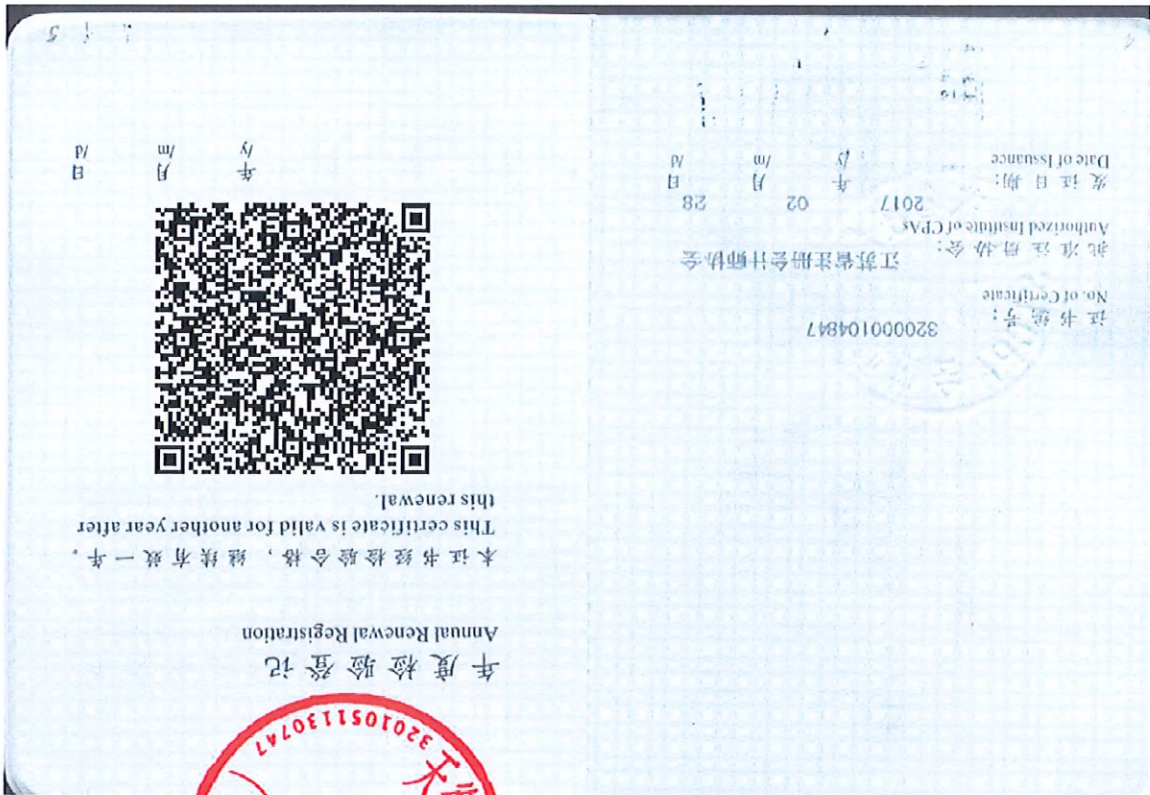 320000104847
证书编号：
No. of Certificate
江苏省注册会计师协会
批准注册协会：
Authorized Institute of CPAs
2017 02 28
发证日期： 年 月 日
Date of Issuance /y /m /d
4
天
3201051130747
年度检验登记
Annual Renewal Registration
本证书经检验合格，继续有效一年。
This certificate is valid for another year after
this renewal.
年 月 日
/y /m /d
5